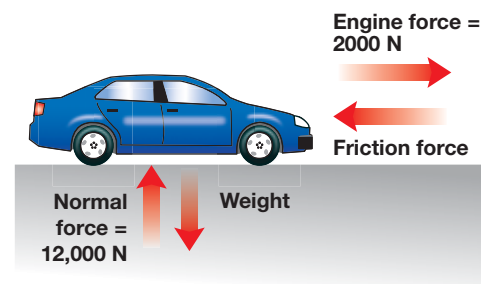 Engine force =
2000 N
Friction force
Normal
force =
12,000 N
Weight